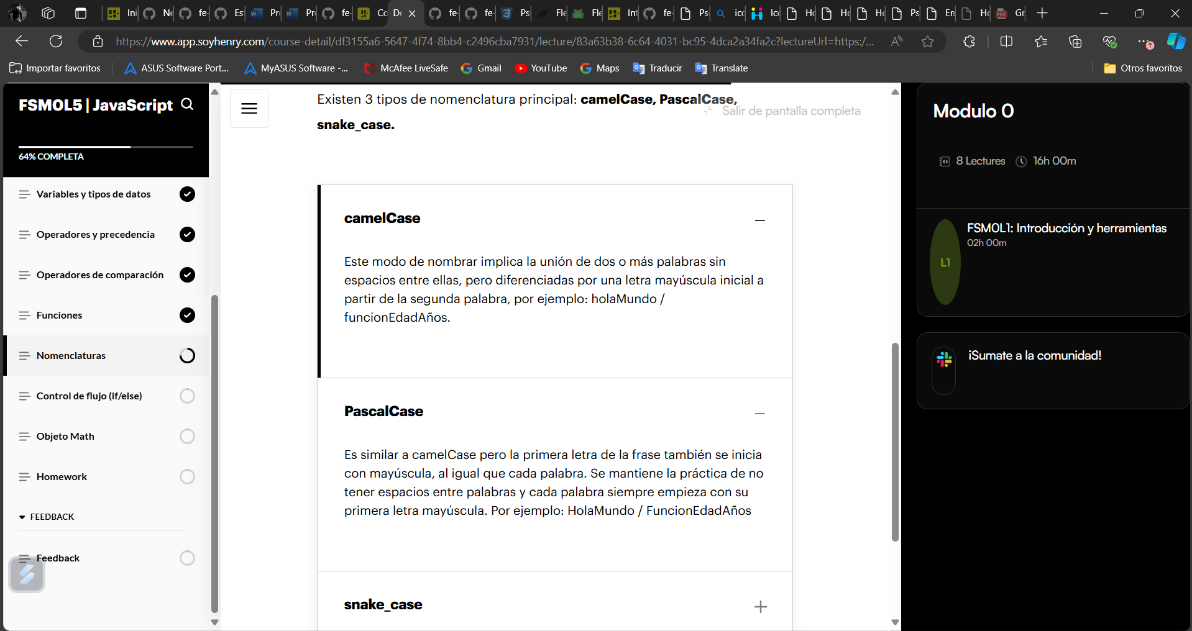 https://www.app.soyhenry.com/course-detail/df3155a6-5647-4f74-8bb4-c2496cba7931/lecture/83a63b38-6c64-4031-bc95-4dca2a34fa2c?lectureUrl=https:/...
Importar favoritos
ASUS Software Port...
MyASUS Software -...
McAfee LiveSafe
Gmail
YouTube
Maps
Traducir
Translate
Otros favoritos
FSM0L5 | JavaScript
64% COMPLETA
Variables y tipos de datos
Operadores y precedencia
Operadores de comparación
Funciones
Nomenclaturas
Control de flujo (if/else)
Objeto Math
Homework
FEEDBACK
Feedback
Existen 3 tipos de nomenclatura principal: camelCase, PascalCase,
snake_case.
Salir de pantalla completa
camelCase
Este modo de nombrar implica la unión de dos o más palabras sin
espacios entre ellas, pero diferenciadas por una letra mayúscula inicial a
partir de la segunda palabra, por ejemplo: holaMundo /
funcionEdadAños.
PascalCase
Es similar a camelCase pero la primera letra de la frase también se inicia
con mayúscula, al igual que cada palabra. Se mantiene la práctica de no
tener espacios entre palabras y cada palabra siempre empieza con su
primera letra mayúscula. Por ejemplo: HolaMundo / FuncionEdadAños
snake_case
Modulo 0
8 Lectures
16h 00m
L1
FSM0L1: Introducción y herramientas
02h 00m
¡Sumate a la comunidad!